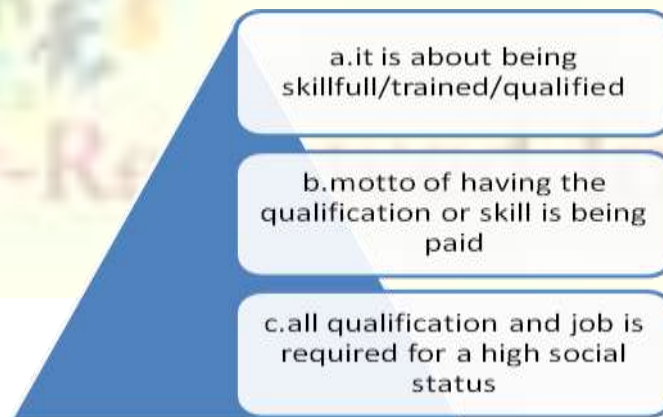 a.it is about being
skillfull/trained/qualified
b.motto of having the
qualification or skill is being
paid
c.all qualification and job is
required for a high social
status